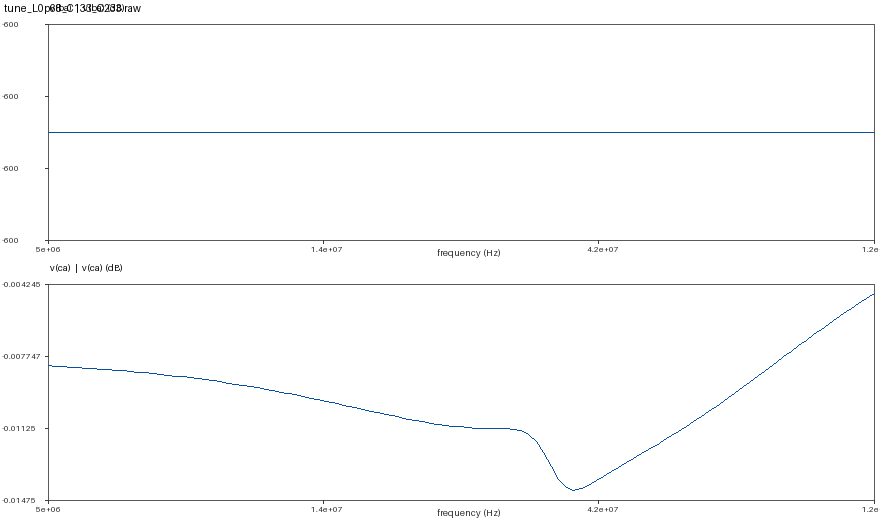 -600
-600
-600
-600
5e+06 1.4e+07 4.2e+07 1.2e
frequency (Hz)
v(ca) | v(ca) (dB)
-0.004245
-0.007747
-0.01125
-0.01475
5e+06 1.4e+07 4.2e+07 1.2e
frequency (Hz)